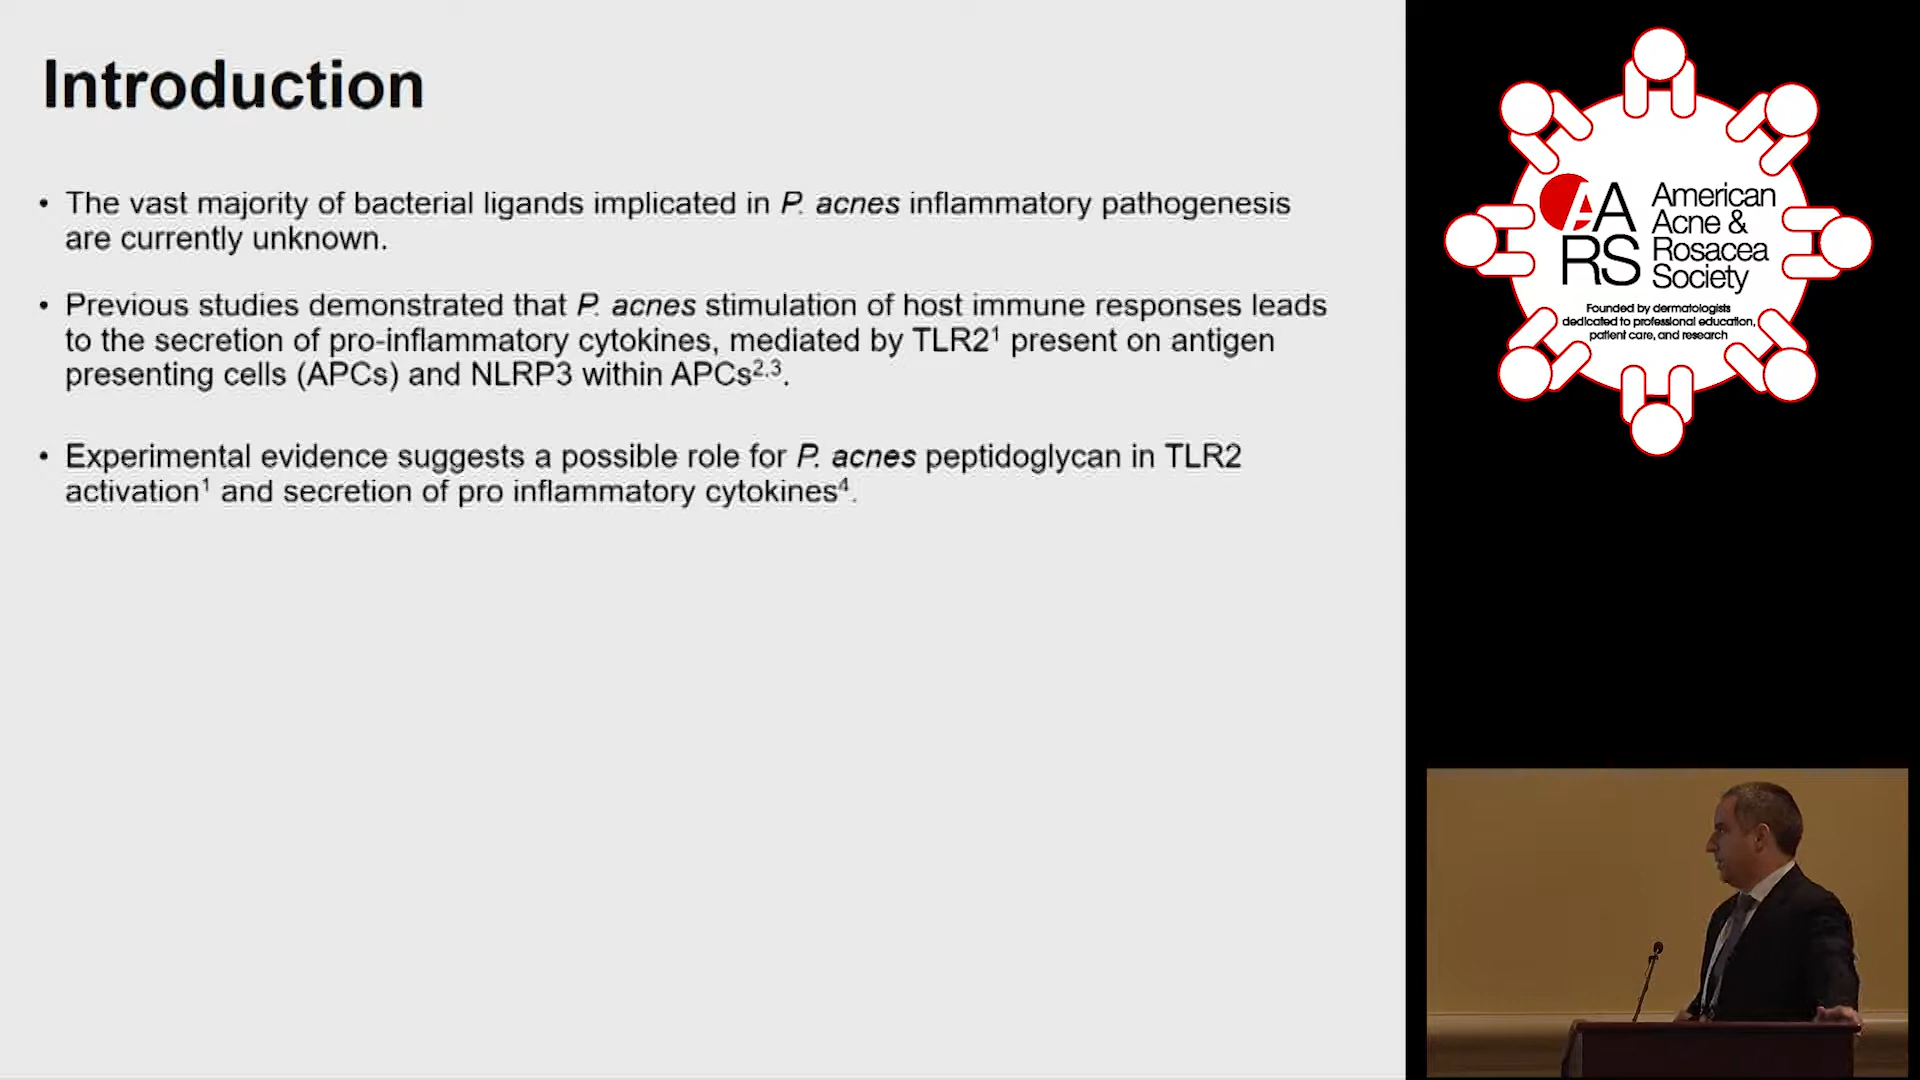 Introduction
• The vast majority of bacterial ligands implicated in P. acnes inflammatory pathogenesis
are currently unknown.
• Previous studies demonstrated that P. acnes stimulation of host immune responses leads
to the secretion of pro-inflammatory cytokines, mediated by TLR2¹ present on antigen
presenting cells (APCs) and NLRP3 within APCs²,³.
• Experimental evidence suggests a possible role for P. acnes peptidoglycan in TLR2
activation¹ and secretion of pro inflammatory cytokines⁴.
AARS
American
Acne &
Rosacea
Society
Founded by dermatologists
dedicated to professional education,
patient care, and research